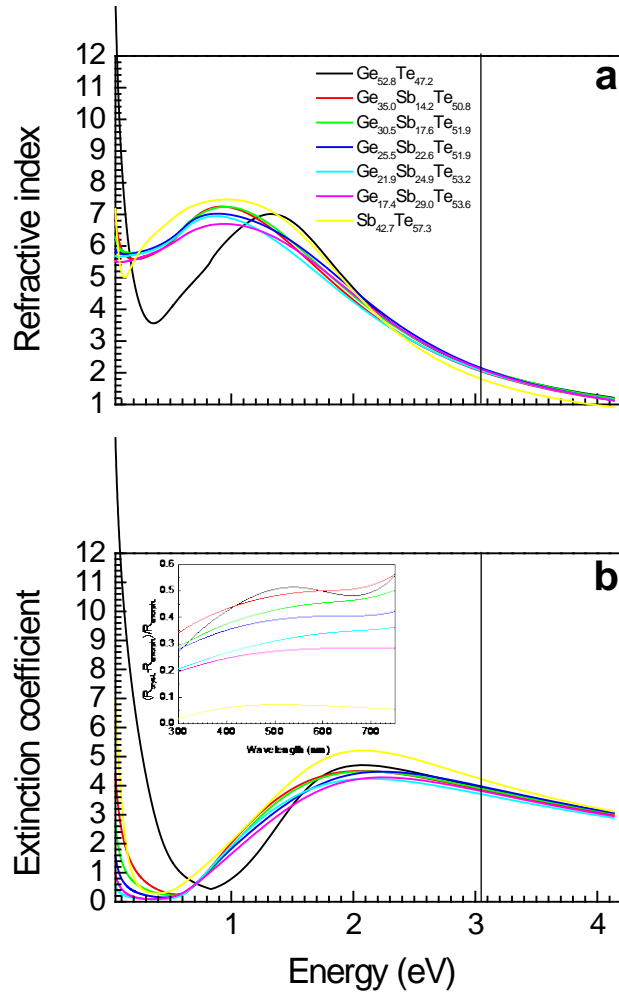 12
11
10
9
8
7
6
5
4
3
2
1
Refractive index
a
Ge52.8Te47.2
Ge35.0Sb14.2Te50.8
Ge30.5Sb17.6Te51.9
Ge25.5Sb22.6Te51.9
Ge21.9Sb24.9Te53.2
Ge17.4Sb29.0Te53.6
Sb42.7Te57.3
12
11
10
9
8
7
6
5
4
3
2
1
0
Extinction coefficient
b
0.6
0.5
0.4
0.3
0.2
0.1
0.0
300 400 500 600 700
Wavelength (nm)
1 2 3 4
Energy (eV)